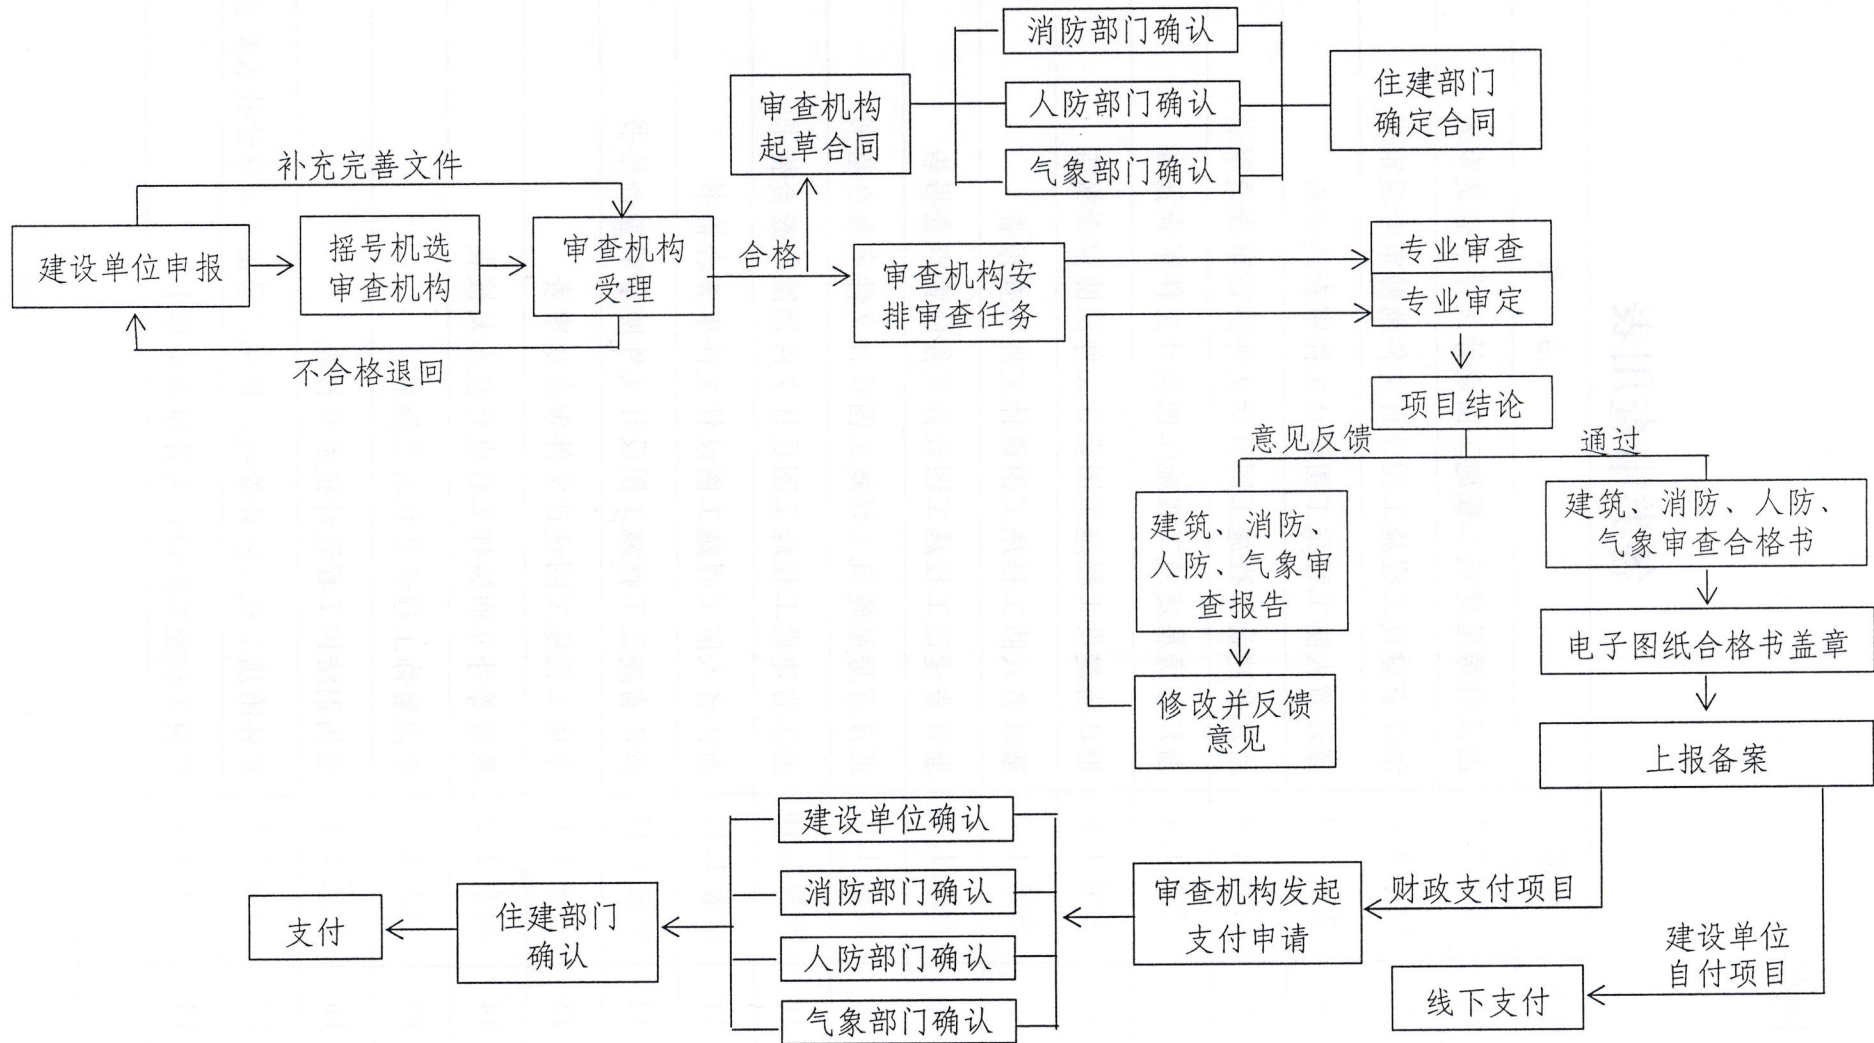 消防部门确认
人防部门确认
气象部门确认
审查机构
起草合同
住建部门
确定合同
补充完善文件
建设单位申报
摇号机选
审查机构
审查机构
受理
合格
不合格退回
审查机构安
排审查任务
专业审查
专业审定
项目结论
意见反馈
通过
建筑、消防、
人防、气象审
查报告
修改并反馈
意见
建筑、消防、人防、
气象审查合格书
电子图纸合格书盖章
上报备案
财政支付项目
建设单位
自付项目
线下支付
审查机构发起
支付申请
建设单位确认
消防部门确认
人防部门确认
气象部门确认
住建部门
确认
支付